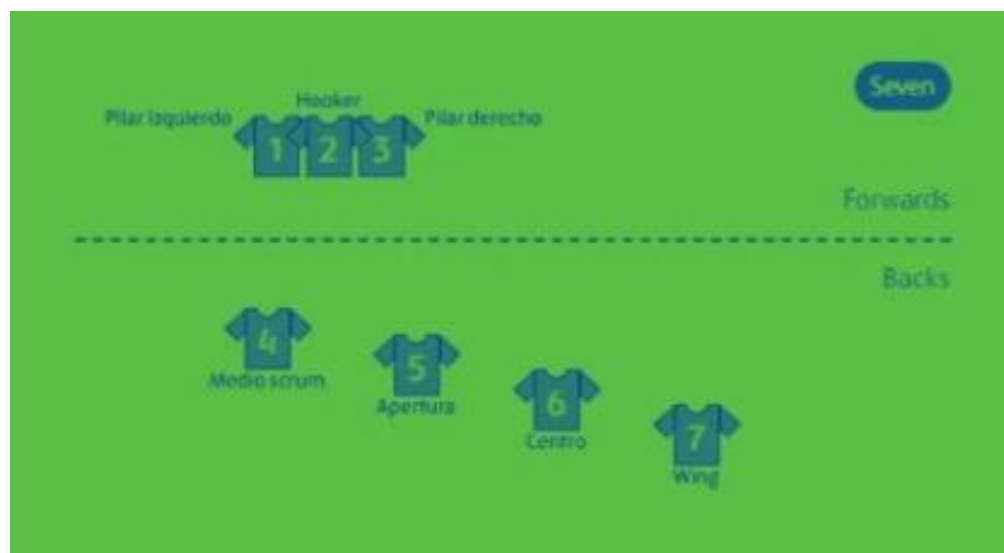 Seven
Hooker
Pilar izquierdo
Pilar derecho
1 2 3
Forwards
Backs
4
Medio scrum
5
Apertura
6
Centro
7
Wing